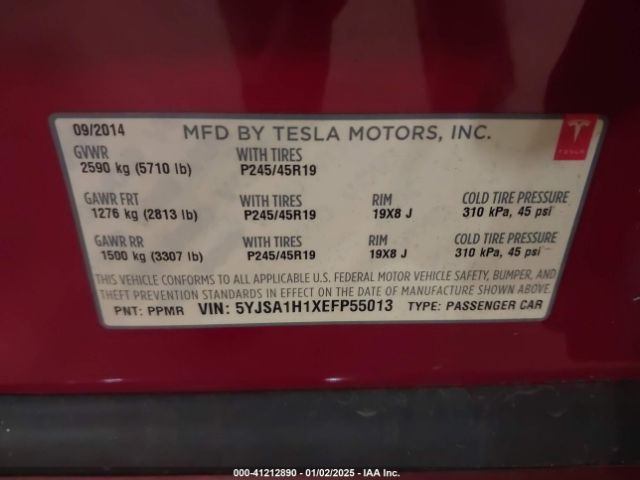 09/2014 MFD BY TESLA MOTORS, INC.
GVWR WITH TIRES
2590 kg (5710 lb) P245/45R19
TESLA
GAWR FRT WITH TIRES RIM COLD TIRE PRESSURE
1276 kg (2813 lb) P245/45R19 19X8 J 310 kPa, 45 psi
GAWR RR WITH TIRES RIM COLD TIRE PRESSURE
1500 kg (3307 lb) P245/45R19 19X8 J 310 kPa, 45 psi
THIS VEHICLE CONFORMS TO ALL APPLICABLE U.S. FEDERAL MOTOR VEHICLE SAFETY, BUMPER, AND
THEFT PREVENTION STANDARDS IN EFFECT ON THE DATE OF MANUFACTURE SHOWN ABOVE.
PNT: PPMR VIN: 5YJSA1H1XEFP55013 TYPE: PASSENGER CAR
000-41212890 - 01/02/2025 - IAA Inc.